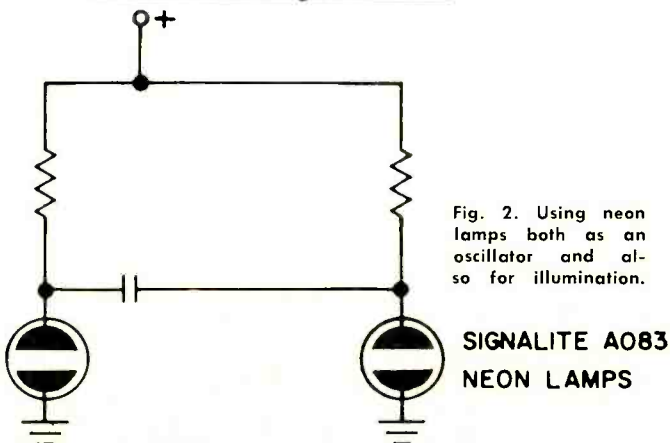 +
Fig. 2. Using neon
lamps both as an
oscillator and al-
so for illumination.
SIGNALITE A083
NEON LAMPS